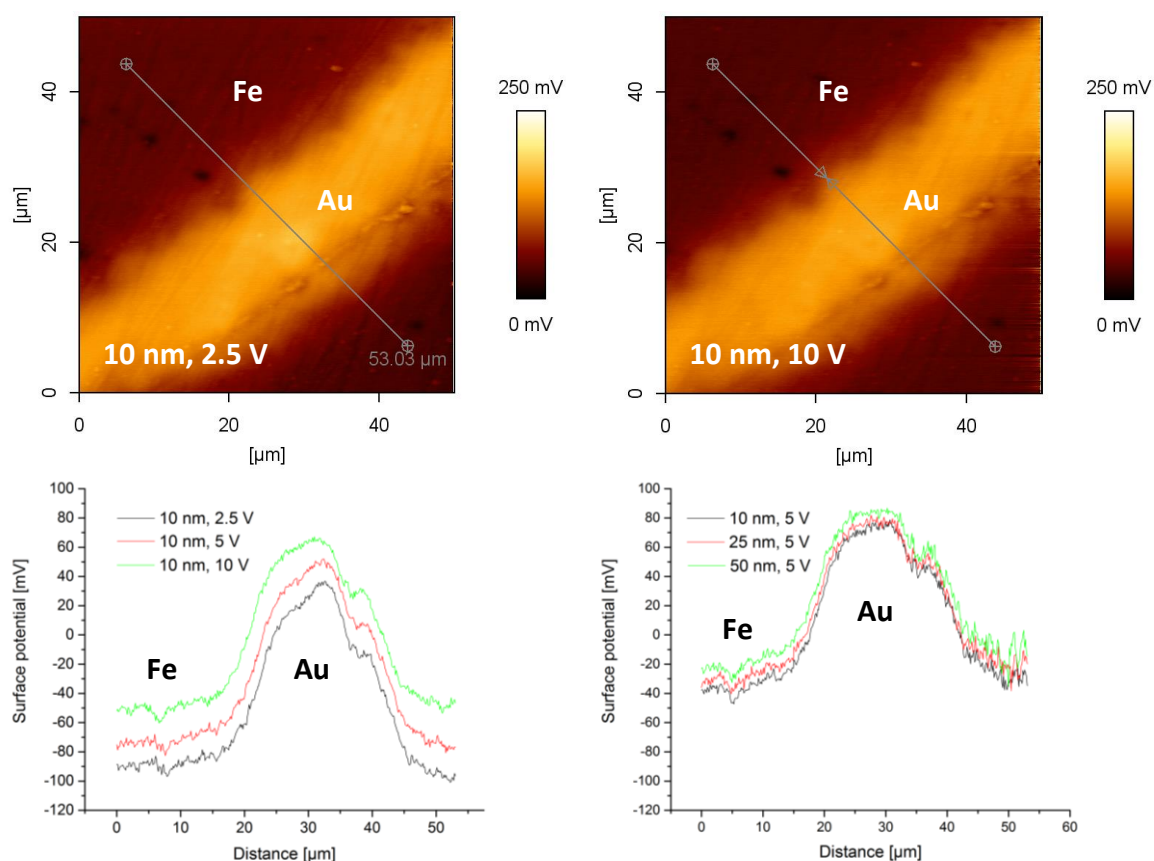 40
20
0
[µm]
Fe
Au
10 nm, 2.5 V
53.03 µm
0
20
40
[µm]
250 mV
0 mV
40
20
0
[µm]
Fe
Au
10 nm, 10 V
0
20
40
[µm]
250 mV
0 mV
100
80
60
40
20
0
-20
-40
-60
-80
-100
-120
Surface potential [mV]
10 nm, 2.5 V
10 nm, 5 V
10 nm, 10 V
Fe
Au
0
10
20
30
40
50
Distance [µm]
100
80
60
40
20
0
-20
-40
-60
-80
-100
-120
Surface potential [mV]
10 nm, 5 V
25 nm, 5 V
50 nm, 5 V
Fe
Au
0
10
20
30
40
50
60
Distance [µm]